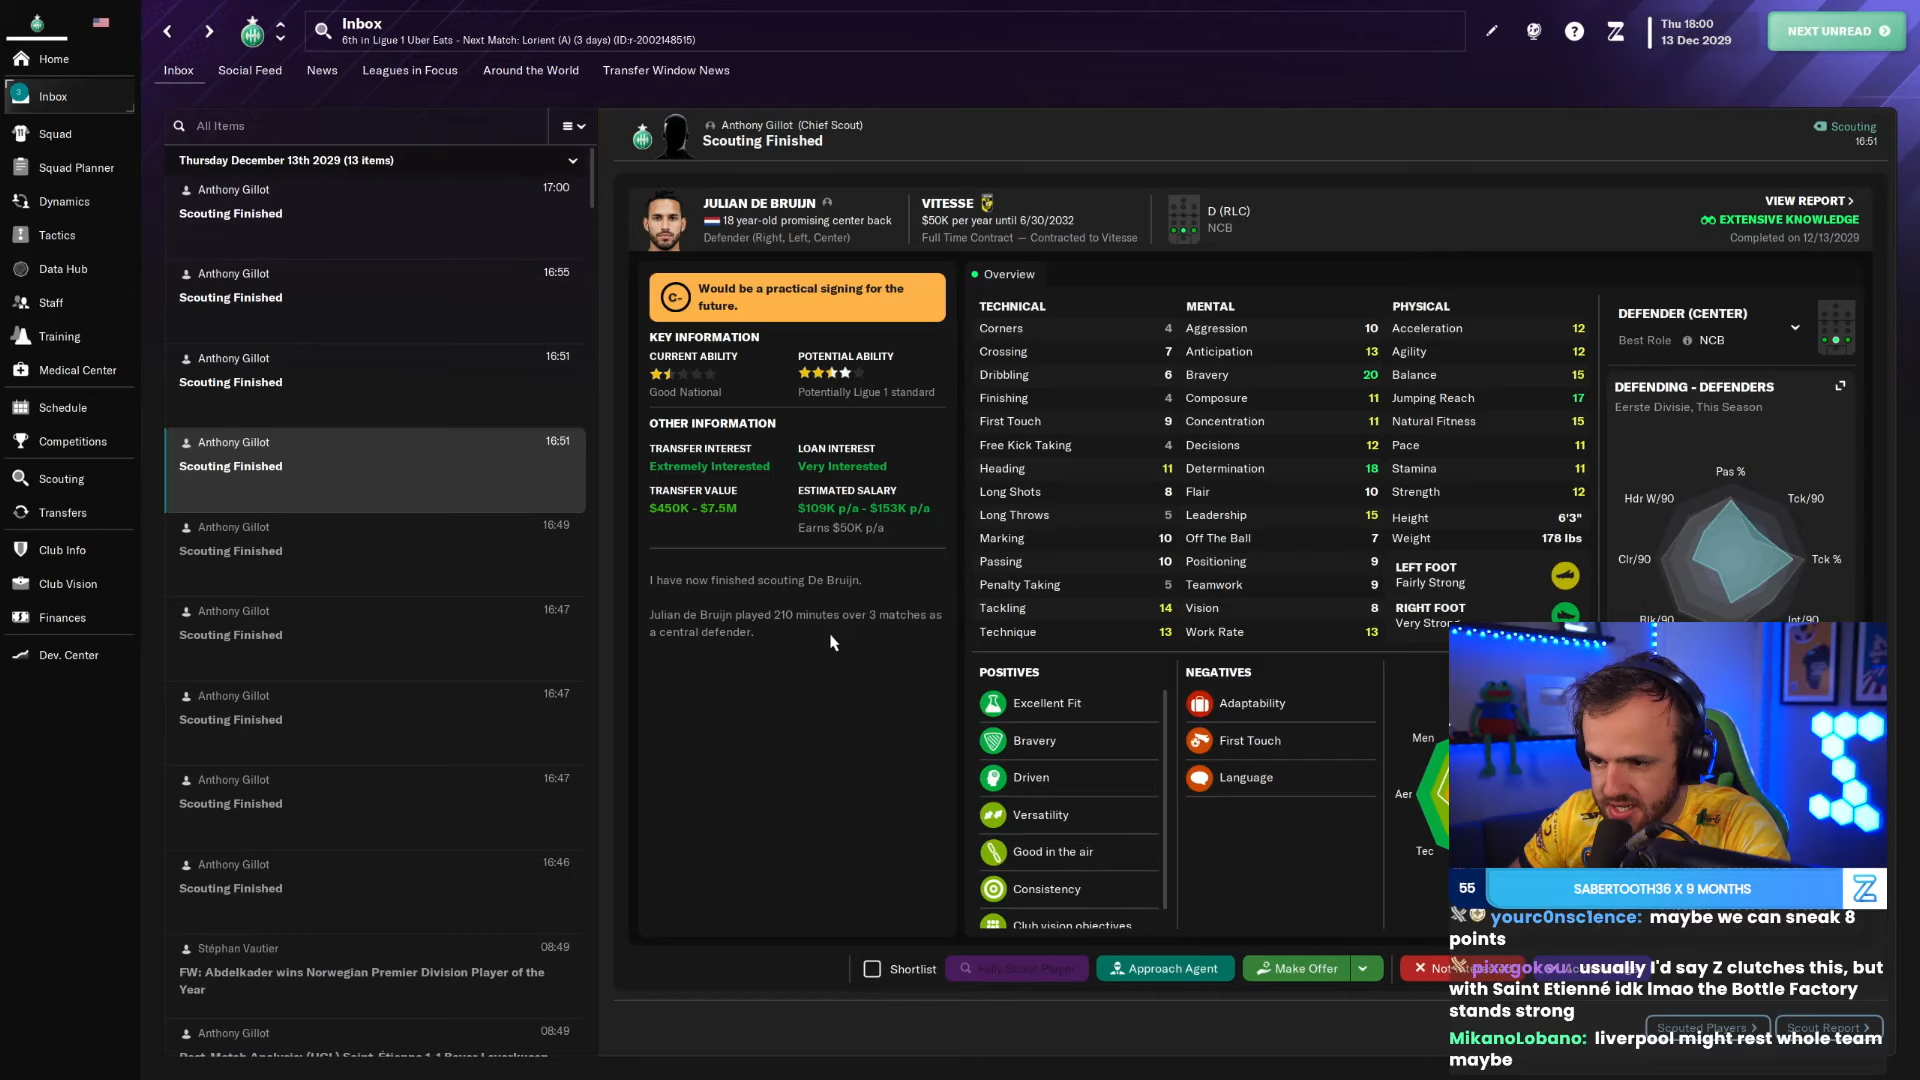 Inbox
6th in Ligue 1 Uber Eats - Next Match: Lorient (A) (3 days) (ID:r-2002148515)
Thu 18:00
13 Dec 2029
NEXT UNREAD
Home
3
Inbox
Squad
Squad Planner
Dynamics
Tactics
Data Hub
Staff
Training
Medical Center
Schedule
Competitions
Scouting
Transfers
Club Info
Club Vision
Finances
Dev. Center
Inbox
Social Feed
News
Leagues in Focus
Around the World
Transfer Window News
All Items
Thursday December 13th 2029 (13 items)
Anthony Gillot 17:00
Scouting Finished
Anthony Gillot 16:55
Scouting Finished
Anthony Gillot 16:51
Scouting Finished
Anthony Gillot 16:51
Scouting Finished
Anthony Gillot 16:49
Scouting Finished
Anthony Gillot 16:47
Scouting Finished
Anthony Gillot 16:47
Scouting Finished
Anthony Gillot 16:47
Scouting Finished
Anthony Gillot 16:46
Scouting Finished
Stéphan Vautier 08:49
FW: Abdelkader wins Norwegian Premier Division Player of the
Year
Anthony Gillot 08:49
Anthony Gillot (Chief Scout)
Scouting Finished
Scouting
16:51
JULIAN DE BRUIJN
18 year-old promising center back
Defender (Right, Left, Center)
VITESSE
$50K per year until 6/30/2032
Full Time Contract — Contracted to Vitesse
D (RLC)
NCB
VIEW REPORT >
EXTENSIVE KNOWLEDGE
Completed on 12/13/2029
C-
Would be a practical signing for the
future.
KEY INFORMATION
CURRENT ABILITY
Good National
POTENTIAL ABILITY
Potentially Ligue 1 standard
OTHER INFORMATION
TRANSFER INTEREST
Extremely Interested
LOAN INTEREST
Very Interested
TRANSFER VALUE
$450K - $7.5M
ESTIMATED SALARY
$109K p/a - $153K p/a
Earns $50K p/a
I have now finished scouting De Bruijn.
Julian de Bruijn played 210 minutes over 3 matches as
a central defender.
Overview
TECHNICAL
Corners 4
Crossing 7
Dribbling 6
Finishing 4
First Touch 9
Free Kick Taking 4
Heading 11
Long Shots 8
Long Throws 5
Marking 10
Passing 10
Penalty Taking 5
Tackling 14
Technique 13
MENTAL
Aggression 10
Anticipation 13
Bravery 20
Composure 11
Concentration 11
Decisions 12
Determination 18
Flair 10
Leadership 15
Off The Ball 7
Positioning 9
Teamwork 9
Vision 8
Work Rate 13
PHYSICAL
Acceleration 12
Agility 12
Balance 15
Jumping Reach 17
Natural Fitness 15
Pace 11
Stamina 11
Strength 12
Height 6'3"
Weight 178 lbs
LEFT FOOT
Fairly Strong
RIGHT FOOT
Very Strong
DEFENDER (CENTER)
Best Role NCB
DEFENDING - DEFENDERS
Eerste Divisie, This Season
Pas %
Hdr W/90
Tck/90
Clr/90
Tck %
Blk/90
Int/90
POSITIVES
Excellent Fit
Bravery
Driven
Versatility
Good in the air
Consistency
Club vision objectives
NEGATIVES
Adaptability
First Touch
Language
Men
Aer
Tec
Shortlist
Fully Scout Player
Approach Agent
Make Offer
Scouted Players >
Scout Report >
55
SABERTOOTH36 X 9 MONTHS
yourc0nsc1ence: maybe we can sneak 8
points
pixxgokou: usually I'd say Z clutches this, but
with Saint Etienné idk lmao the Bottle Factory
stands strong
MikanoLobano: liverpool might rest whole team
maybe